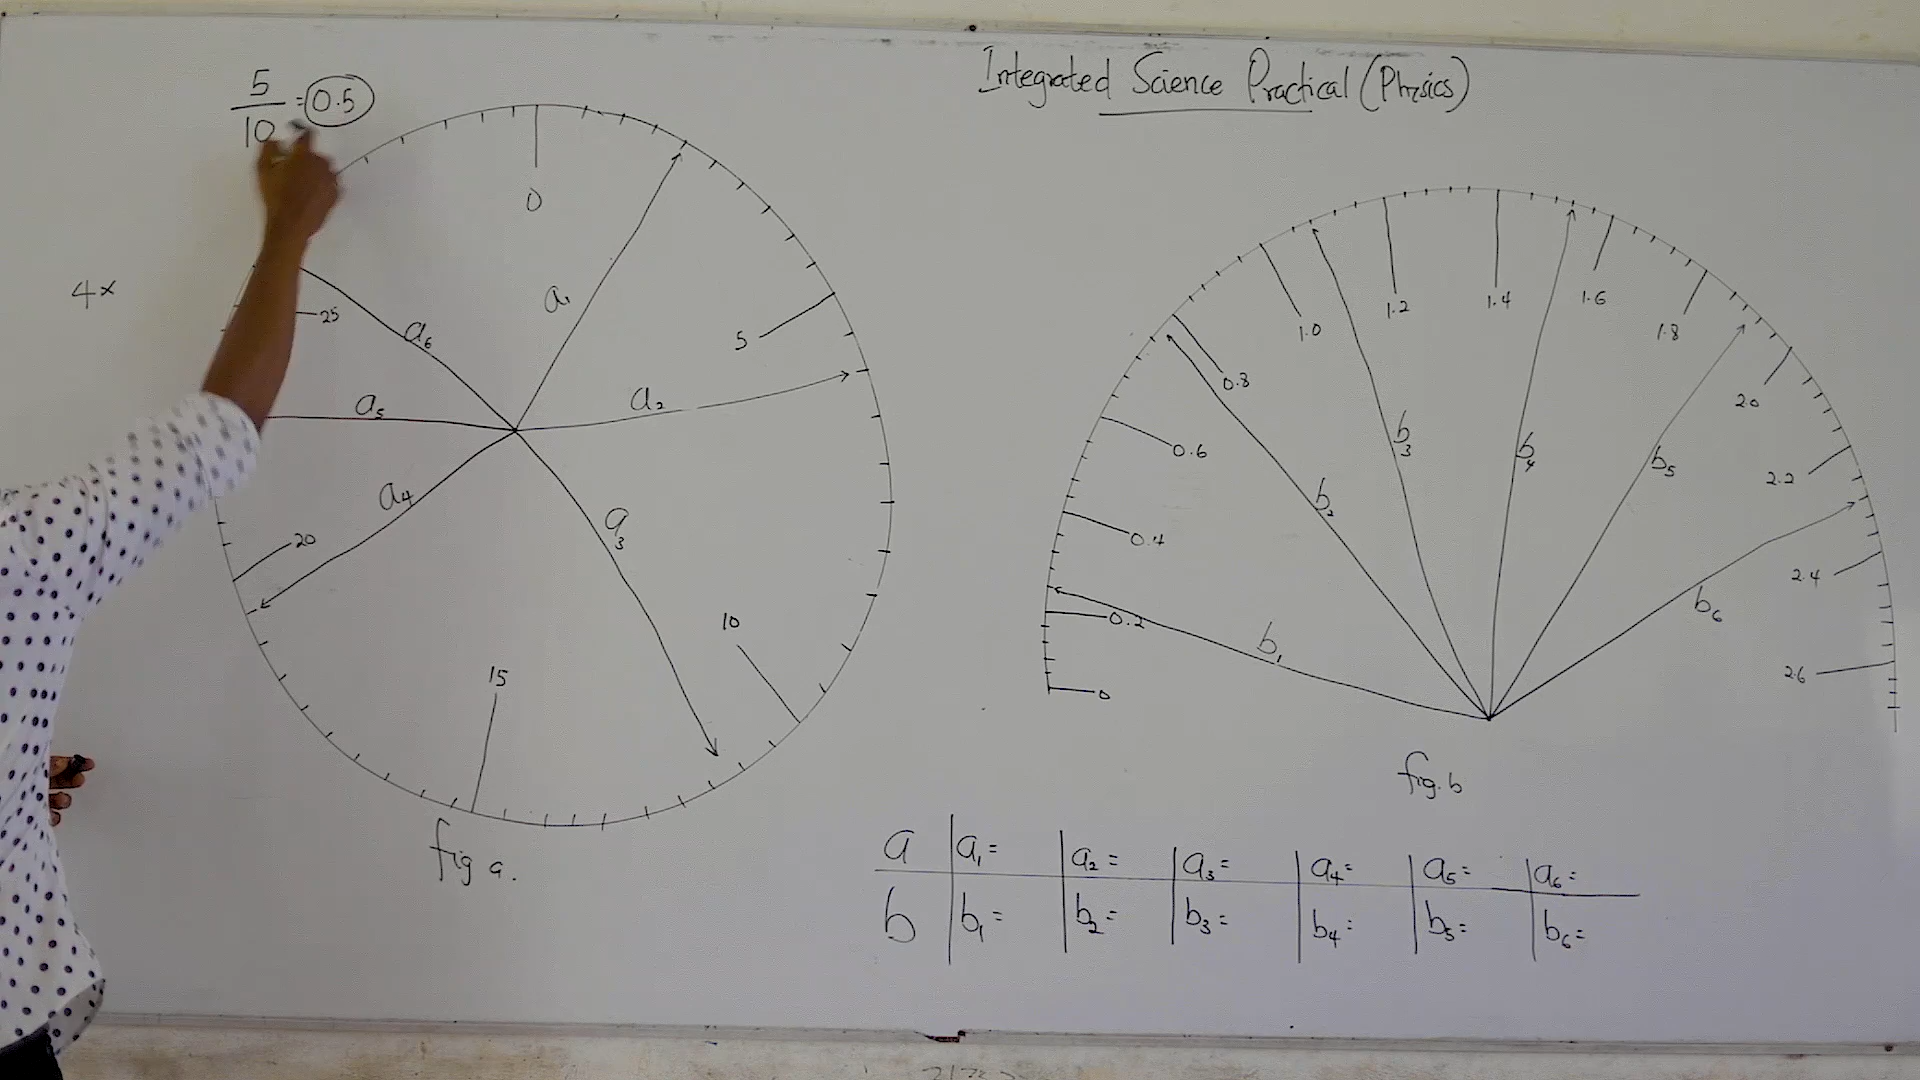 Integrated Science Practical (Physics)
5/10 = 0.5
4x
0
5
10
15
20
25
a₁
a₂
a₃
a₄
a₅
a₆
fig a.
0
0.2
0.4
0.6
0.8
1.0
1.2
1.4
1.6
1.8
2.0
2.2
2.4
2.6
b₁
b₂
b₃
b₄
b₅
b₆
fig. b
a | a₁ = | a₂ = | a₃ = | a₄ = | a₅ = | a₆ =
b | b₁ = | b₂ = | b₃ = | b₄ = | b₅ = | b₆ =